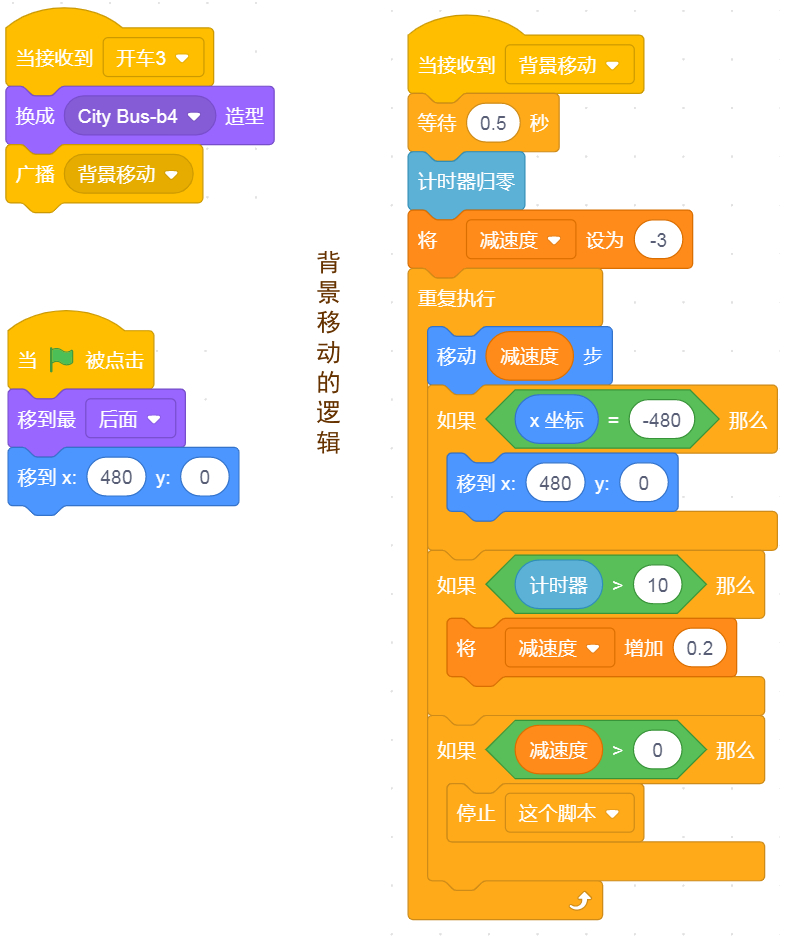 当接收到 开车3
换成 City Bus-b4 造型
广播 背景移动
当 被点击
移到最 后面
移到 x: 480 y: 0
背景移动的逻辑
当接收到 背景移动
等待 0.5 秒
计时器归零
将 减速度 设为 -3
重复执行
移动 减速度 步
如果 x 坐标 = -480 那么
移到 x: 480 y: 0
如果 计时器 > 10 那么
将 减速度 增加 0.2
如果 减速度 > 0 那么
停止 这个脚本